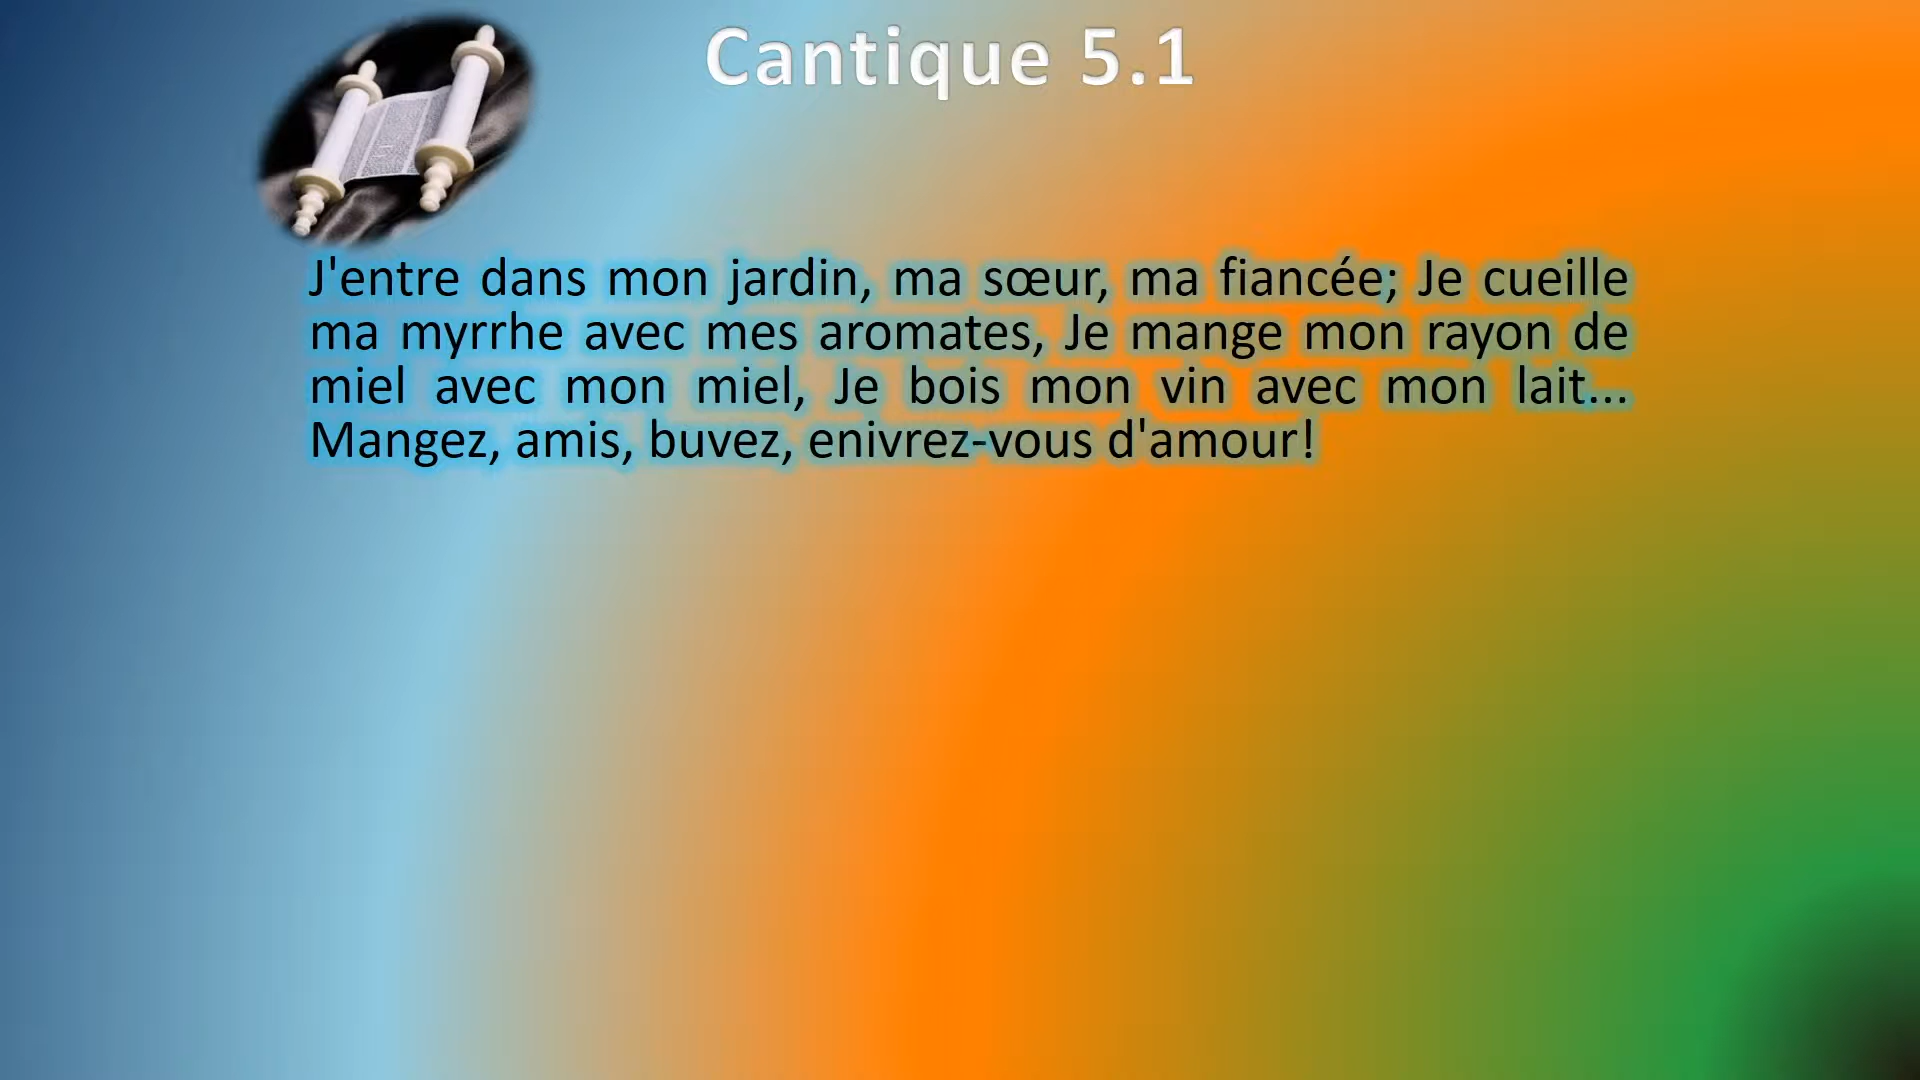 Cantique 5.1
J'entre dans mon jardin, ma sœur, ma fiancée; Je cueille
ma myrrhe avec mes aromates, Je mange mon rayon de
miel avec mon miel, Je bois mon vin avec mon lait...
Mangez, amis, buvez, enivrez-vous d'amour!